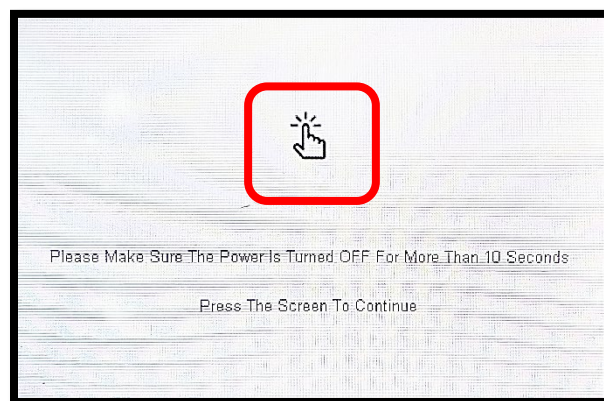 Please Make Sure The Power Is Turned OFF For More Than 10 Seconds
Press The Screen To Continue